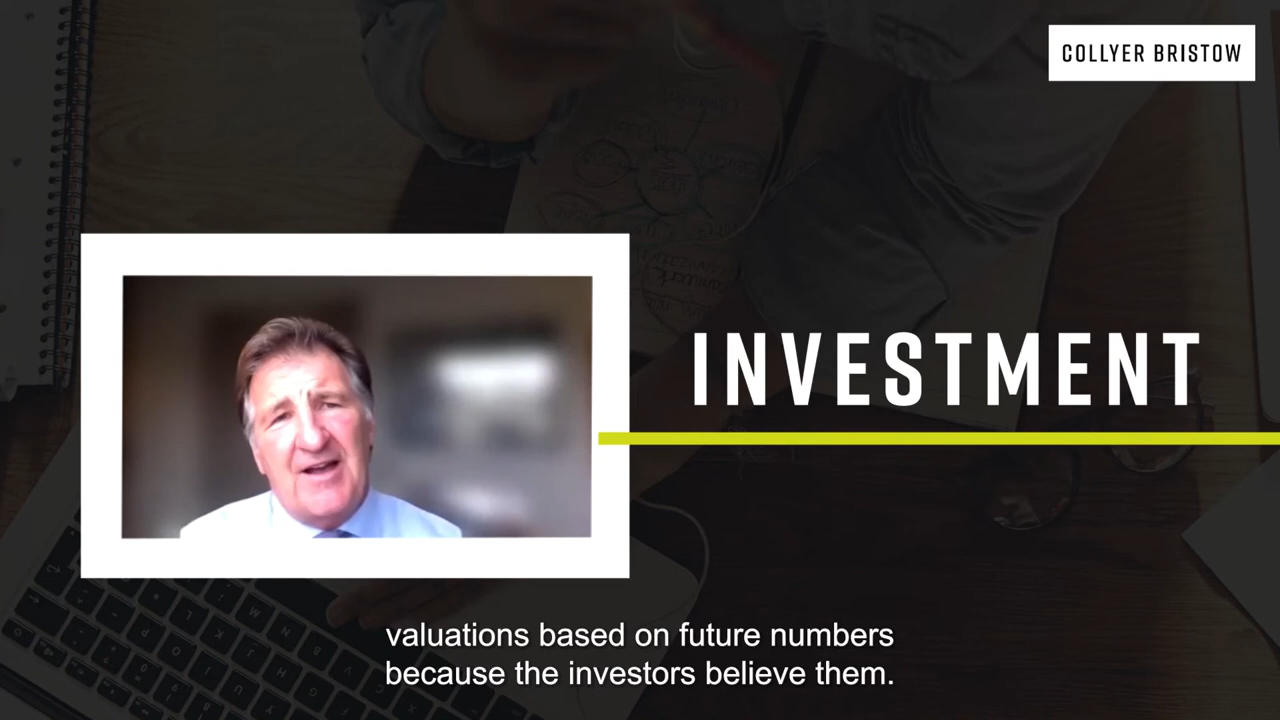 COLLYER BRISTOW
INVESTMENT
valuations based on future numbers
because the investors believe them.